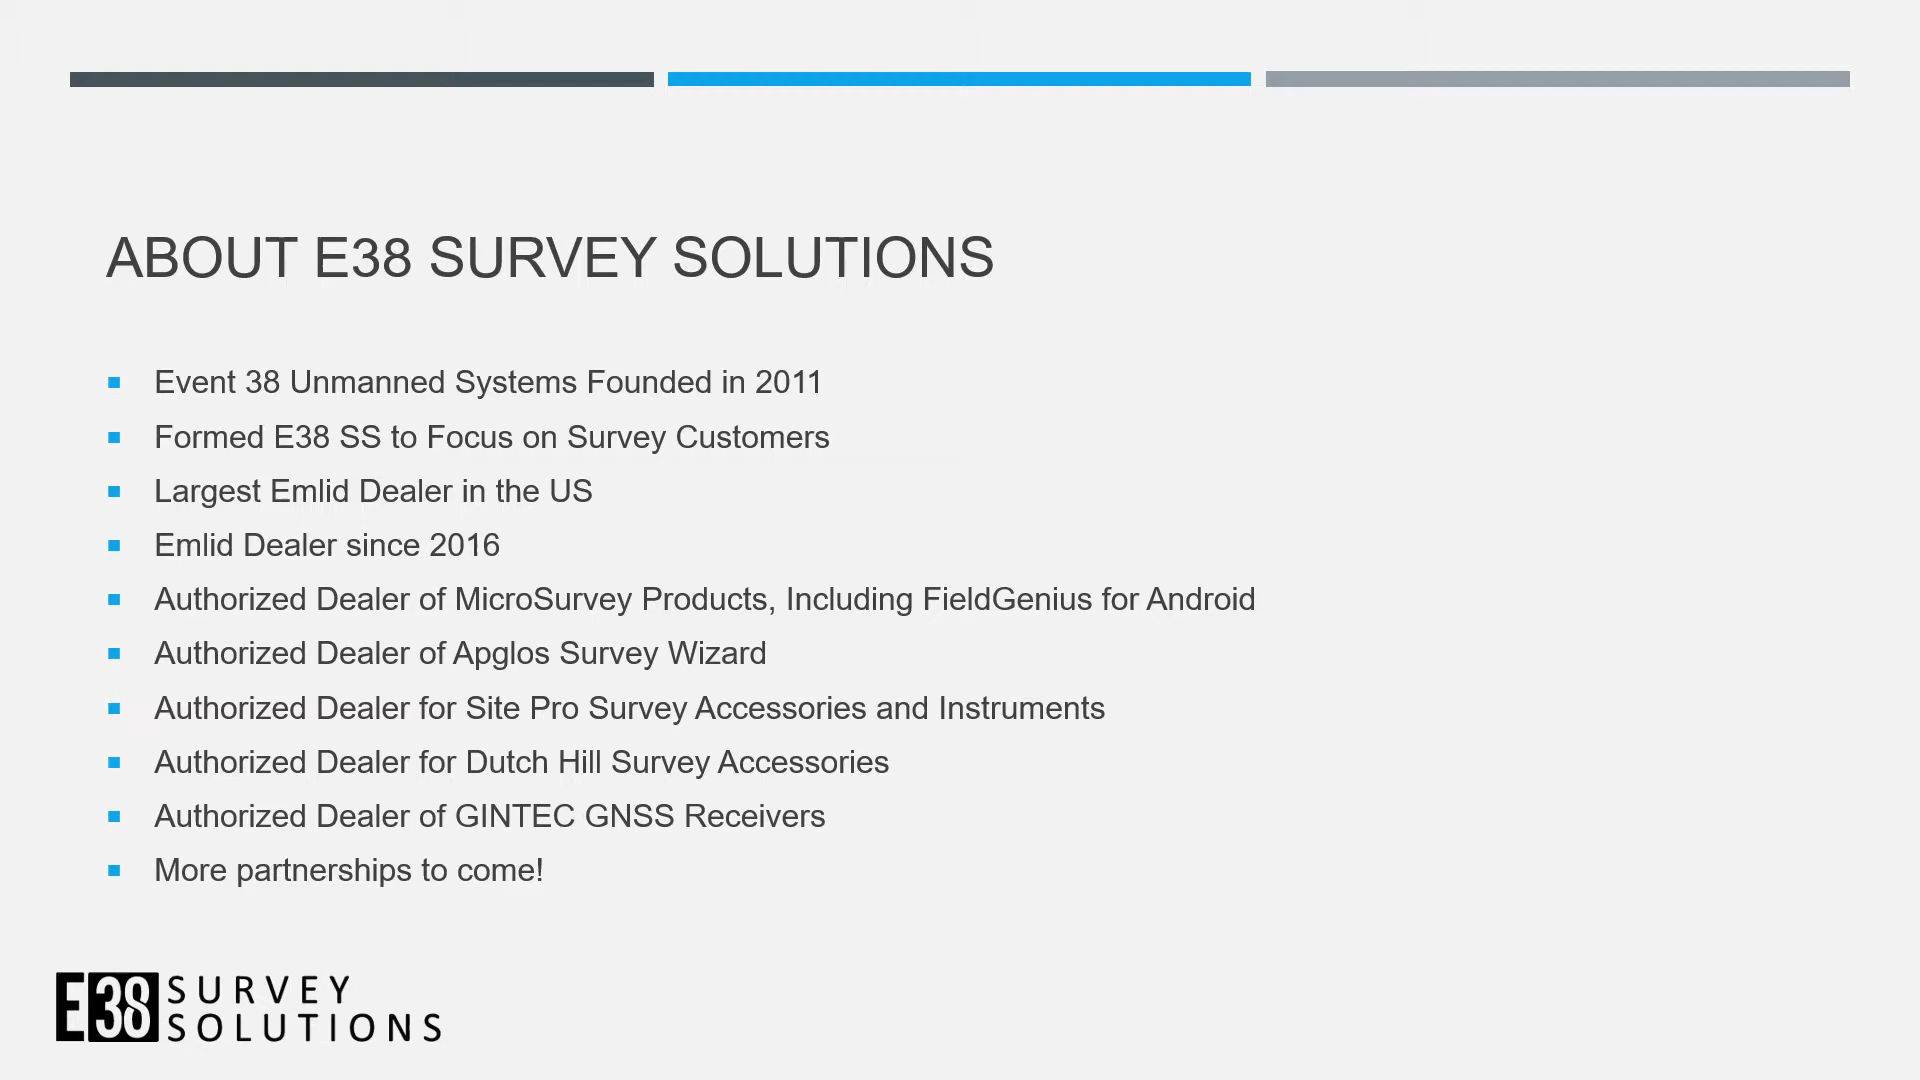 ABOUT E38 SURVEY SOLUTIONS
Event 38 Unmanned Systems Founded in 2011
Formed E38 SS to Focus on Survey Customers
Largest Emlid Dealer in the US
Emlid Dealer since 2016
Authorized Dealer of MicroSurvey Products, Including FieldGenius for Android
Authorized Dealer of Apglos Survey Wizard
Authorized Dealer for Site Pro Survey Accessories and Instruments
Authorized Dealer for Dutch Hill Survey Accessories
Authorized Dealer of GINTEC GNSS Receivers
More partnerships to come!
E38 SURVEY
SOLUTIONS